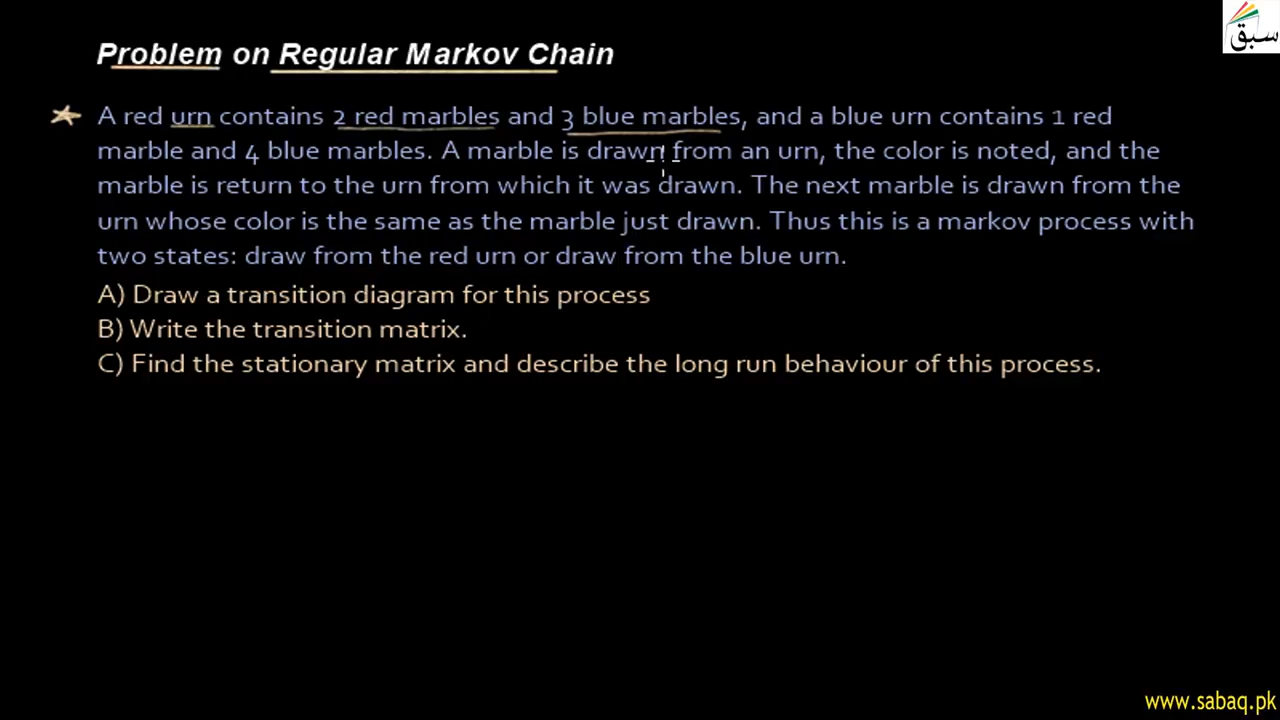 سبق
Problem on Regular Markov Chain
A red urn contains 2 red marbles and 3 blue marbles, and a blue urn contains 1 red
marble and 4 blue marbles. A marble is drawn from an urn, the color is noted, and the
marble is return to the urn from which it was drawn. The next marble is drawn from the
urn whose color is the same as the marble just drawn. Thus this is a markov process with
two states: draw from the red urn or draw from the blue urn.
A) Draw a transition diagram for this process
B) Write the transition matrix.
C) Find the stationary matrix and describe the long run behaviour of this process.
www.sabaq.pk